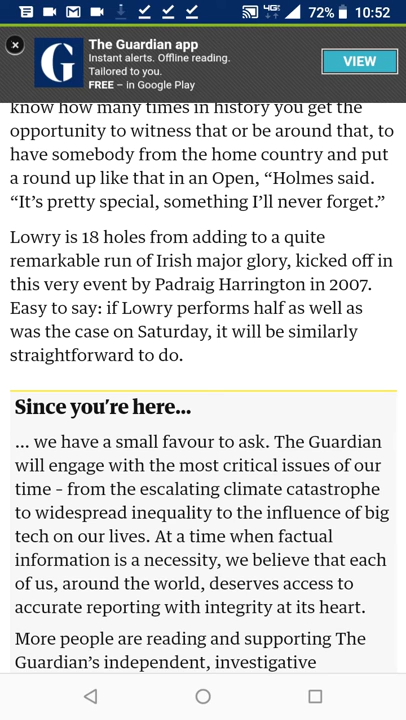 72% 10:52
The Guardian app
Instant alerts. Offline reading.
Tailored to you.
FREE – in Google Play
VIEW
know how many times in history you get the
opportunity to witness that or be around that, to
have somebody from the home country and put
a round up like that in an Open, “Holmes said.
“It’s pretty special, something I’ll never forget.”
Lowry is 18 holes from adding to a quite
remarkable run of Irish major glory, kicked off in
this very event by Padraig Harrington in 2007.
Easy to say: if Lowry performs half as well as
was the case on Saturday, it will be similarly
straightforward to do.
Since you’re here...
... we have a small favour to ask. The Guardian
will engage with the most critical issues of our
time – from the escalating climate catastrophe
to widespread inequality to the influence of big
tech on our lives. At a time when factual
information is a necessity, we believe that each
of us, around the world, deserves access to
accurate reporting with integrity at its heart.
More people are reading and supporting The
Guardian’s independent, investigative